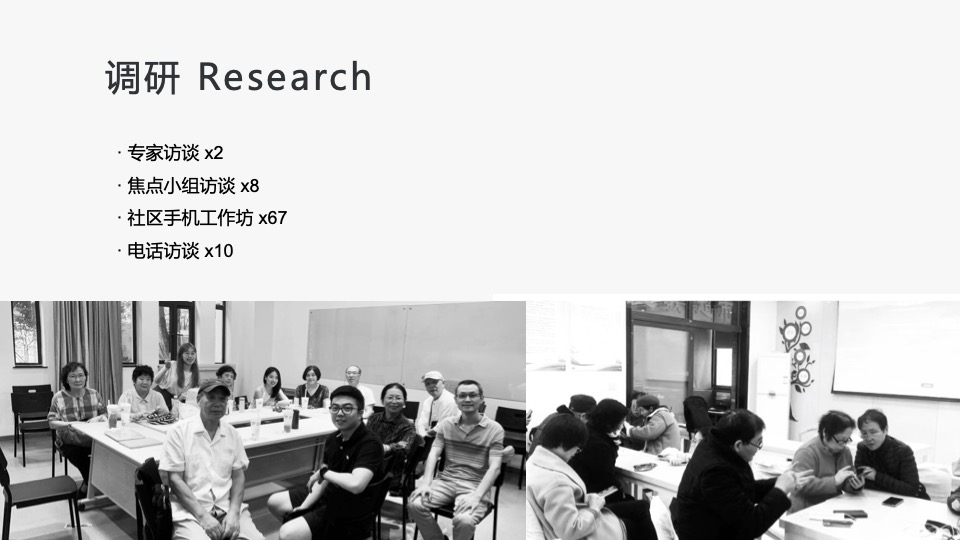 调研 Research
· 专家访谈 x2
· 焦点小组访谈 x8
· 社区手机工作坊 x67
· 电话访谈 x10